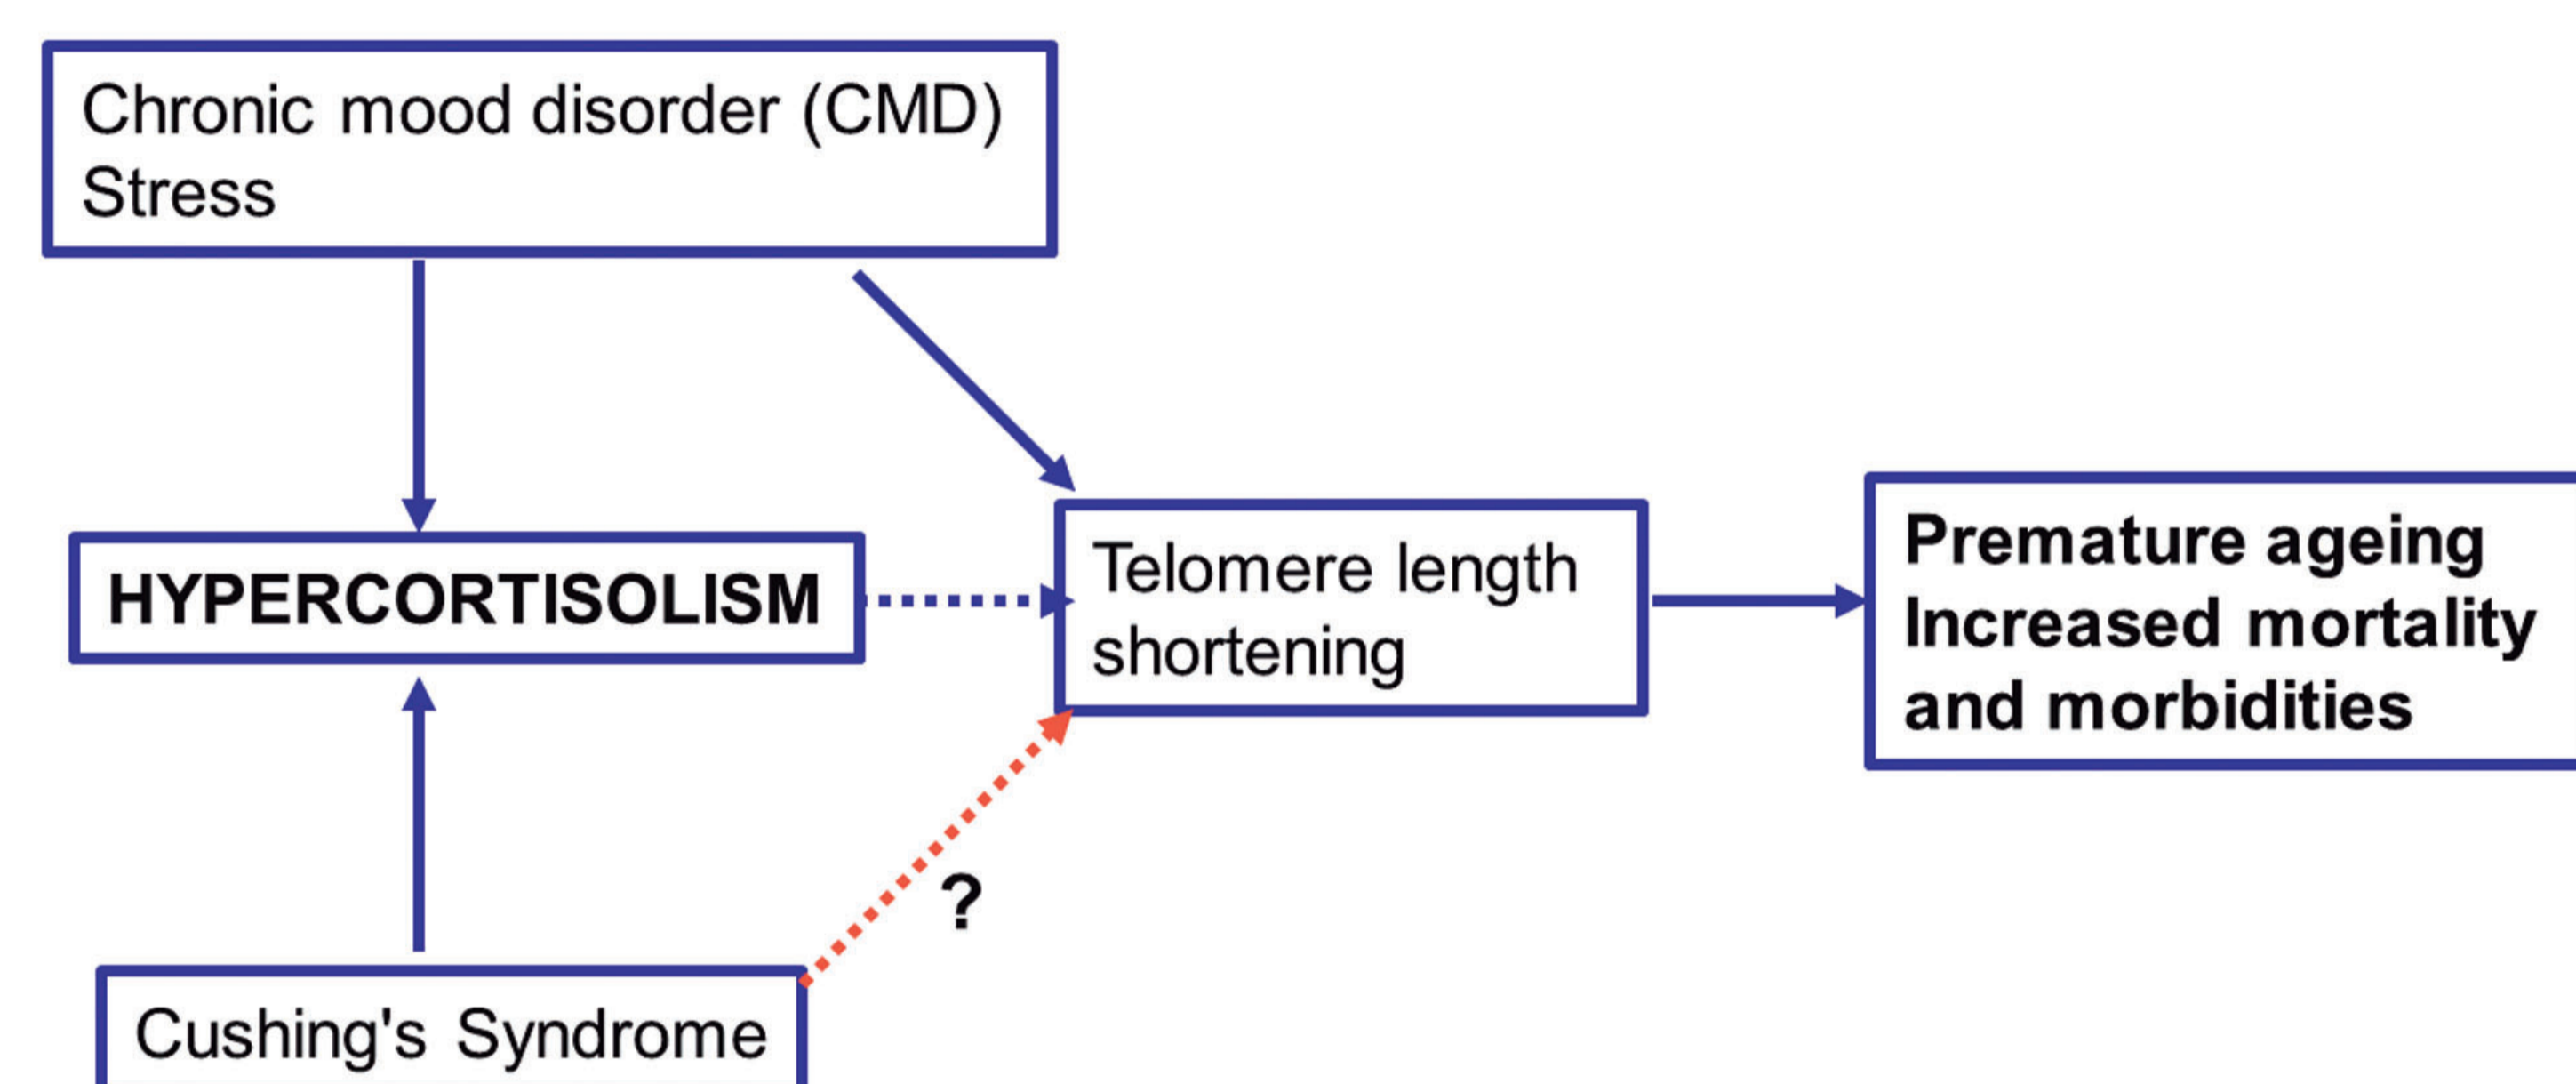 Chronic mood disorder (CMD)
Stress
HYPERCORTISOLISM
Telomere length
shortening
Premature ageing
Increased mortality
and morbidities
?
Cushing's Syndrome